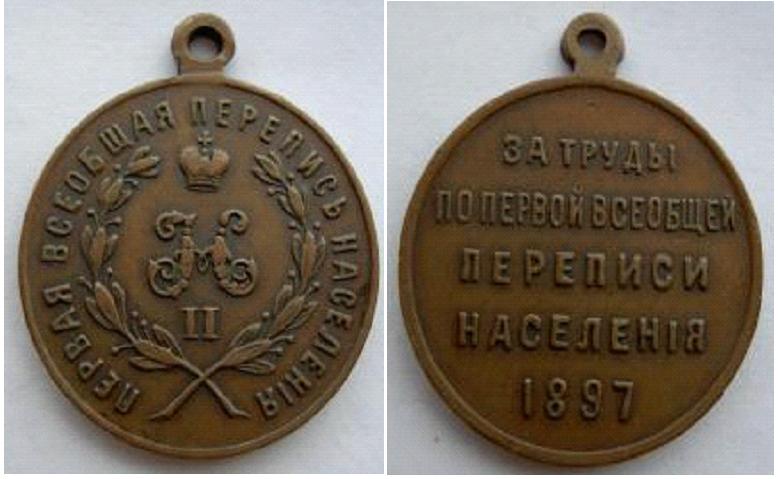 ПЕРВАЯ ВСЕОБЩАЯ ПЕРЕПИСЬ НАСЕЛЕНІЯ
Н
II
ЗА ТРУДЫ
ПО ПЕРВОЙ ВСЕОБЩЕЙ
ПЕРЕПИСИ
НАСЕЛЕНІЯ
1897